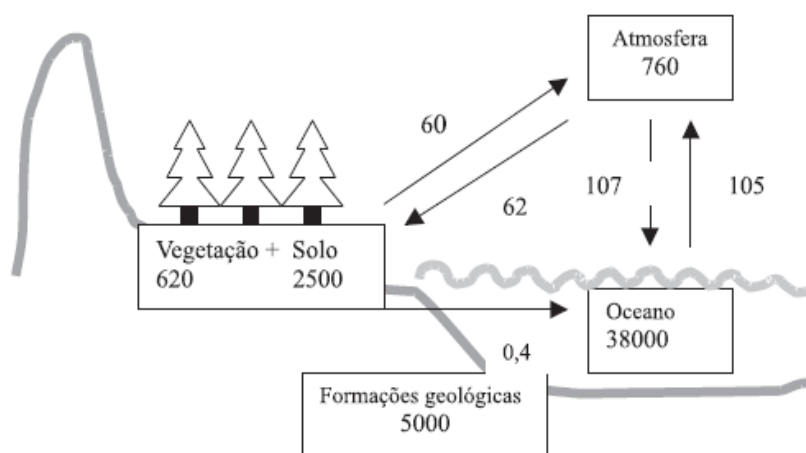 Atmosfera
760
60
62
107
105
Vegetação + Solo
620 2500
Oceano
38000
0,4
Formações geológicas
5000